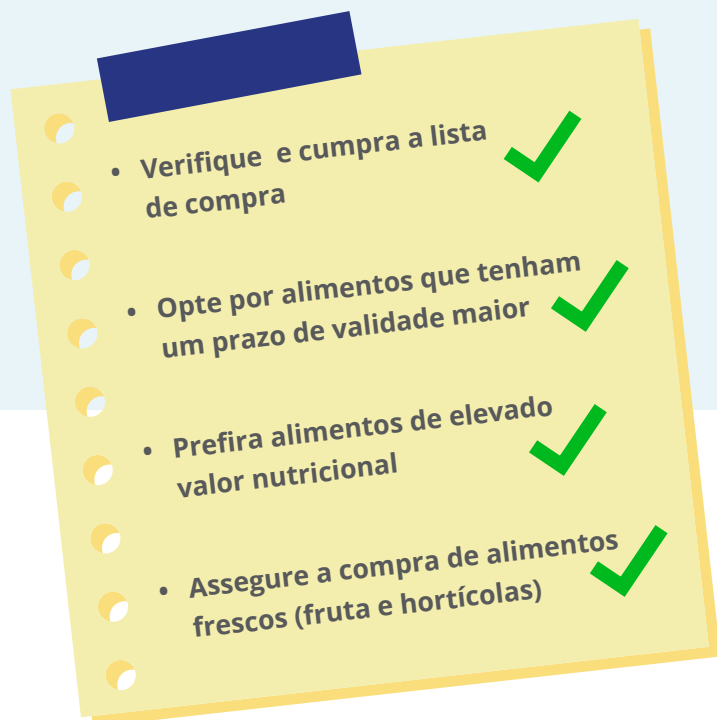 • Verifique  e cumpra a lista
de compra
• Opte por alimentos que tenham
um prazo de validade maior
• Prefira alimentos de elevado
valor nutricional
• Assegure a compra de alimentos
frescos (fruta e hortícolas)